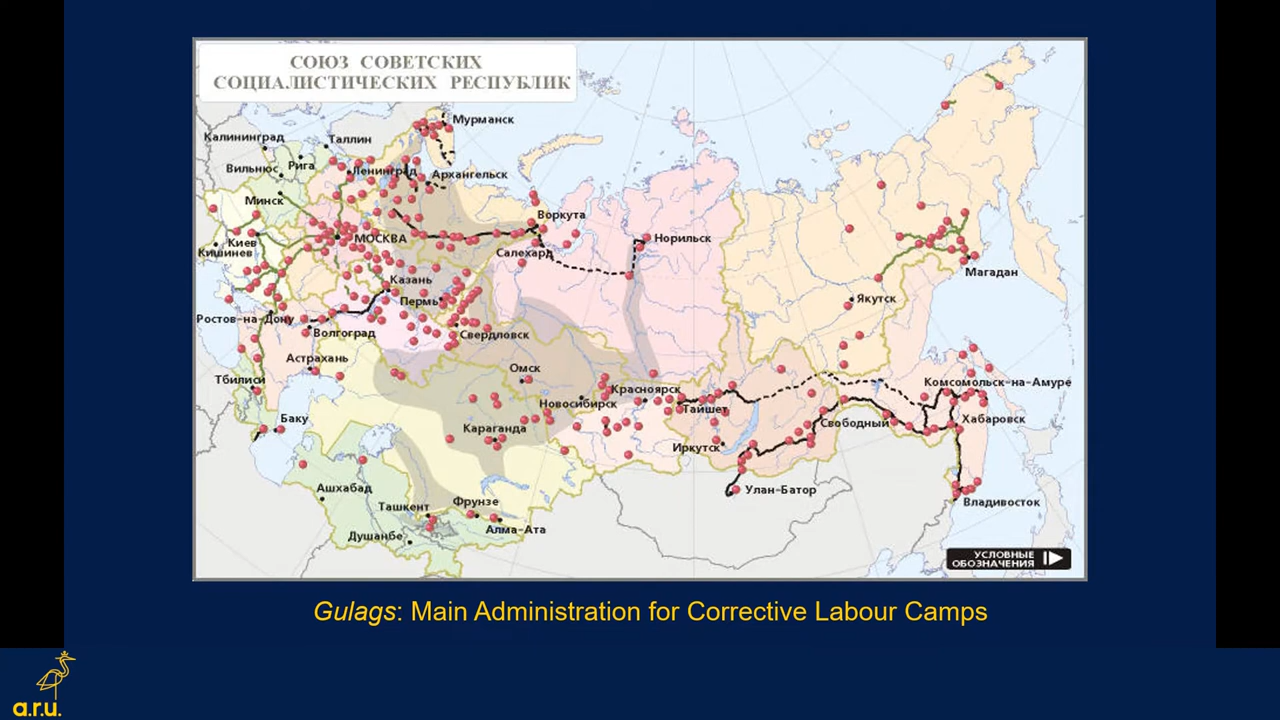 СОЮЗ СОВЕТСКИХ
СОЦИАЛИСТИЧЕСКИХ РЕСПУБЛИК
Мурманск
Калининград
Таллин
Вильнюс
Рига
Ленинград
Архангельск
Минск
Воркута
Киев
МОСКВА
Норильск
Кишинев
Салехард
Магадан
Казань
Пермь
Якутск
Ростов-на-Дону
Волгоград
Свердловск
Астрахань
Омск
Тбилиси
Красноярск
Комсомольск-на-Амуре
Новосибирск
Тайшет
Баку
Караганда
Свободный
Хабаровск
Иркутск
Ашхабад
Улан-Батор
Ташкент
Фрунзе
Владивосток
Алма-Ата
Душанбе
УСЛОВНЫЕ
ОБОЗНАЧЕНИЯ
Gulags: Main Administration for Corrective Labour Camps
a.r.u.